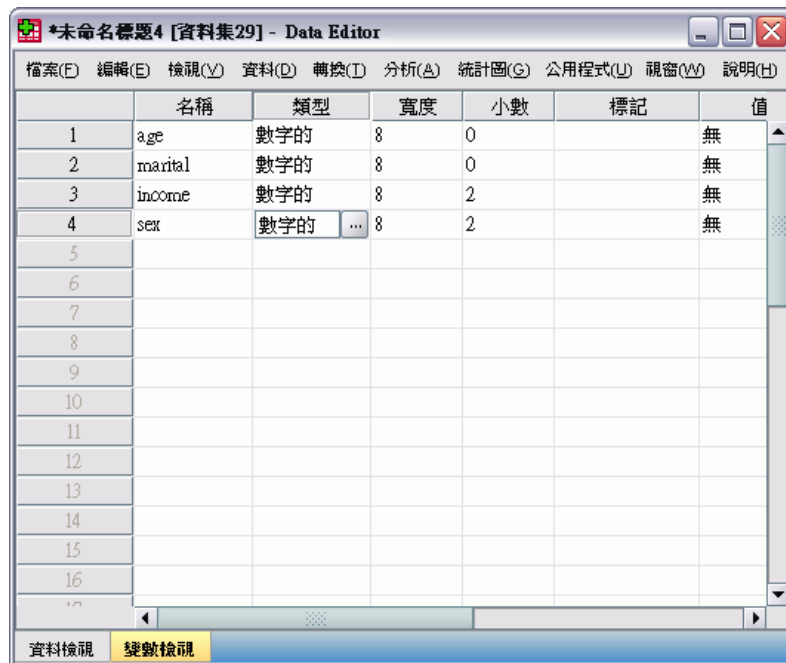 *未命名標題4 [資料集29] - Data Editor
檔案(F) 編輯(E) 檢視(V) 資料(D) 轉換(T) 分析(A) 統計圖(G) 公用程式(U) 視窗(W) 說明(H)
名稱 類型 寬度 小數 標記 值
1 age 數字的 8 0 無
2 marital 數字的 8 0 無
3 income 數字的 8 2 無
4 sex 數字的 ... 8 2 無
5
6
7
8
9
10
11
12
13
14
15
16
17
資料檢視 變數檢視